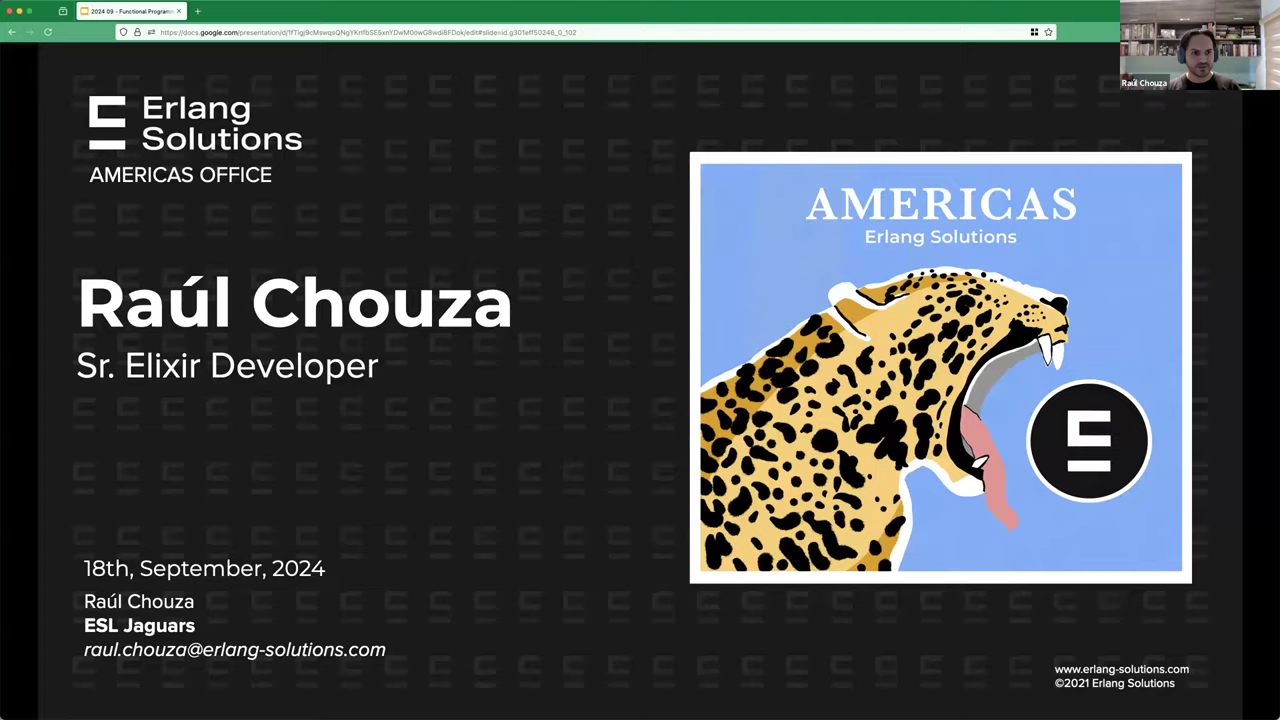 2024 09 - Functional Program
Raúl Chouza
Erlang
Solutions
AMERICAS OFFICE
AMERICAS
Erlang Solutions
Raúl Chouza
Sr. Elixir Developer
18th, September, 2024
Raúl Chouza
ESL Jaguars
raul.chouza@erlang-solutions.com
www.erlang-solutions.com
©2021 Erlang Solutions